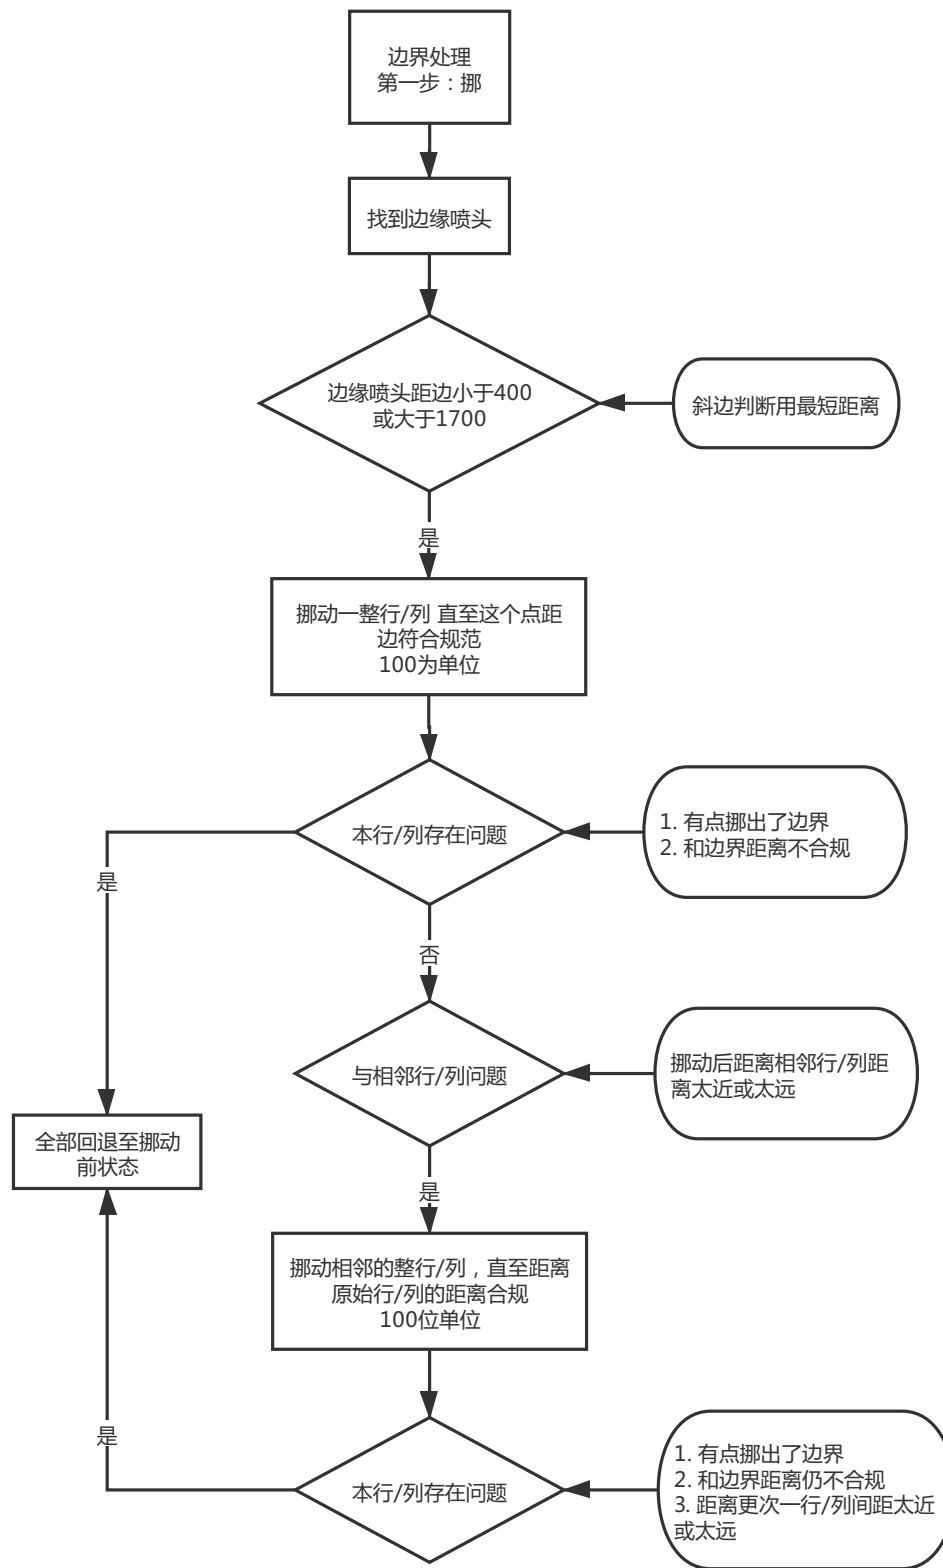 边界处理
第一步：挪
找到边缘喷头
边缘喷头距边小于400
或大于1700
斜边判断用最短距离
是
挪动一整行/列 直至这个点距
边符合规范
100为单位
本行/列存在问题
1. 有点挪出了边界
2. 和边界距离不合规
是
否
与相邻行/列问题
挪动后距离相邻行/列距
离太近或太远
全部回退至挪动
前状态
是
挪动相邻的整行/列，直至距离
原始行/列的距离合规
100位单位
是
本行/列存在问题
1. 有点挪出了边界
2. 和边界距离仍不合规
3. 距离更次一行/列间距太近
或太远